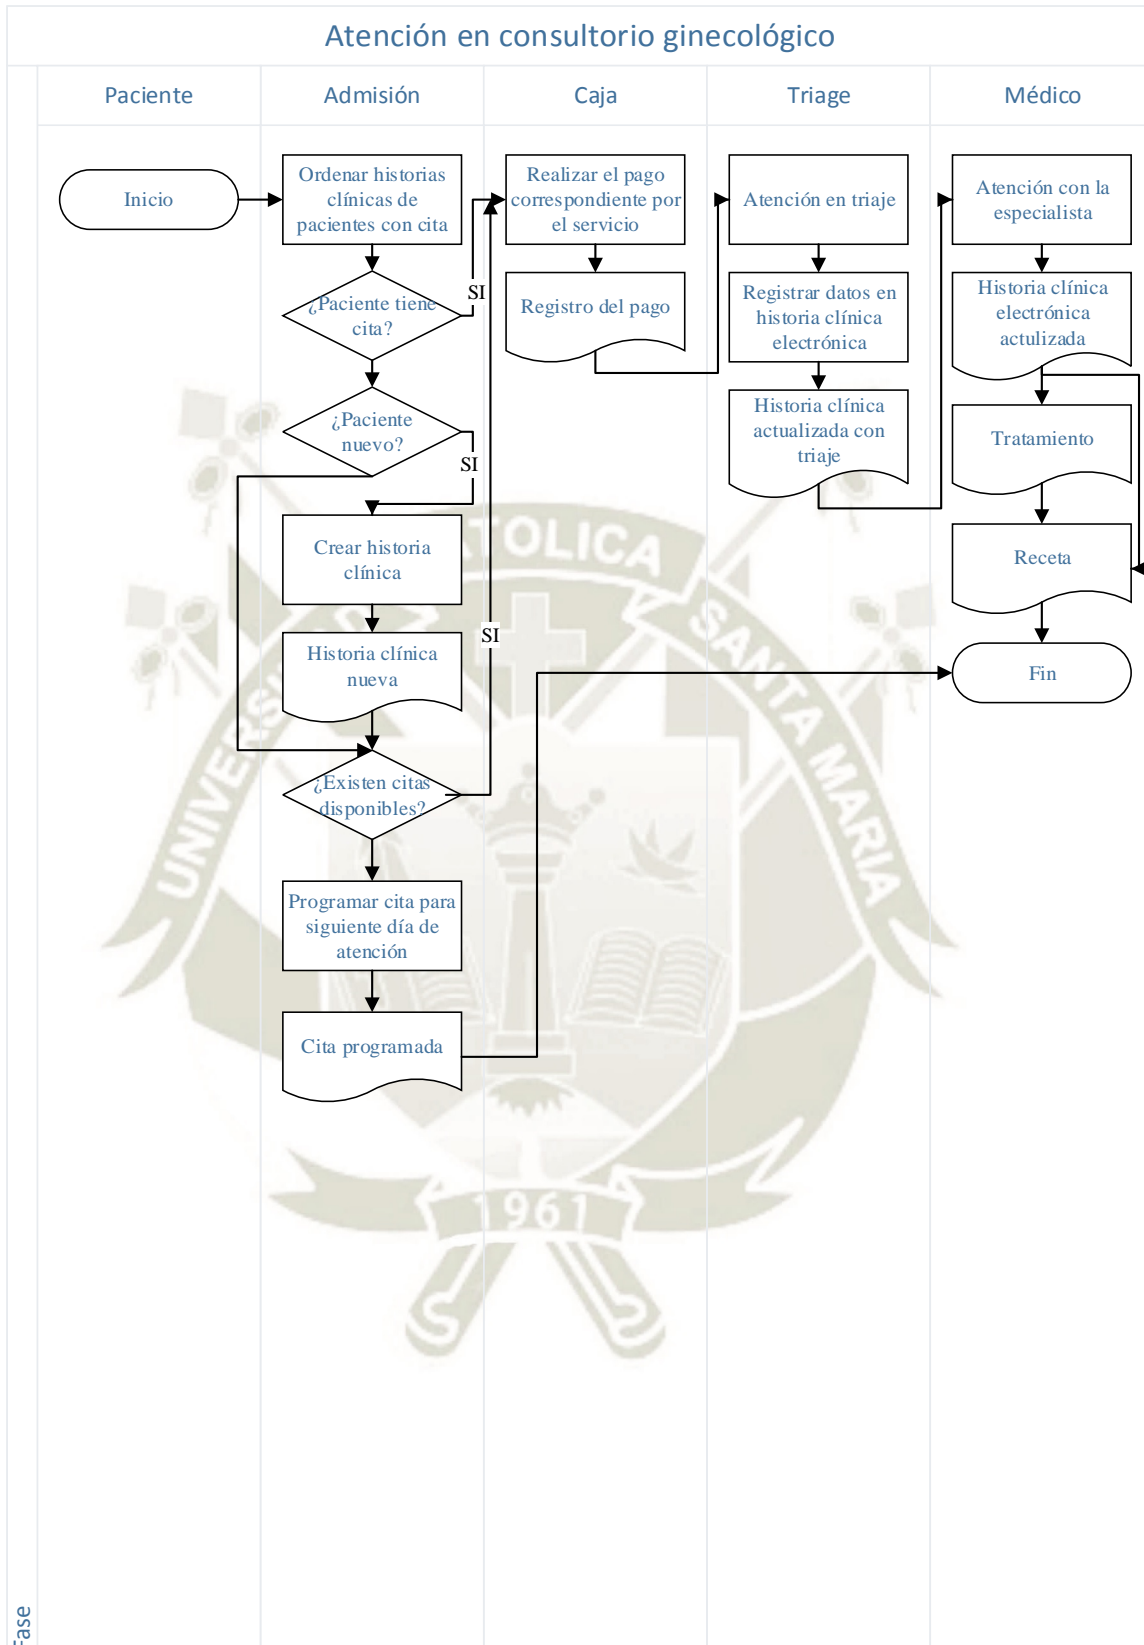 Atención en consultorio ginecológico
Paciente
Admisión
Caja
Triage
Médico
Inicio
Ordenar historias
clínicas de
pacientes con cita
¿Paciente tiene
cita?
SI
¿Paciente
nuevo?
SI
Crear historia
clínica
Historia clínica
nueva
¿Existen citas
disponibles?
SI
Programar cita para
siguiente día de
atención
Cita programada
Realizar el pago
correspondiente por
el servicio
Registro del pago
Atención en triaje
Registrar datos en
historia clínica
electrónica
Historia clínica
actualizada con
triaje
Atención con la
especialista
Historia clínica
electrónica
actulizada
Tratamiento
Receta
Fin
Fase
SANTA MARIA
1961